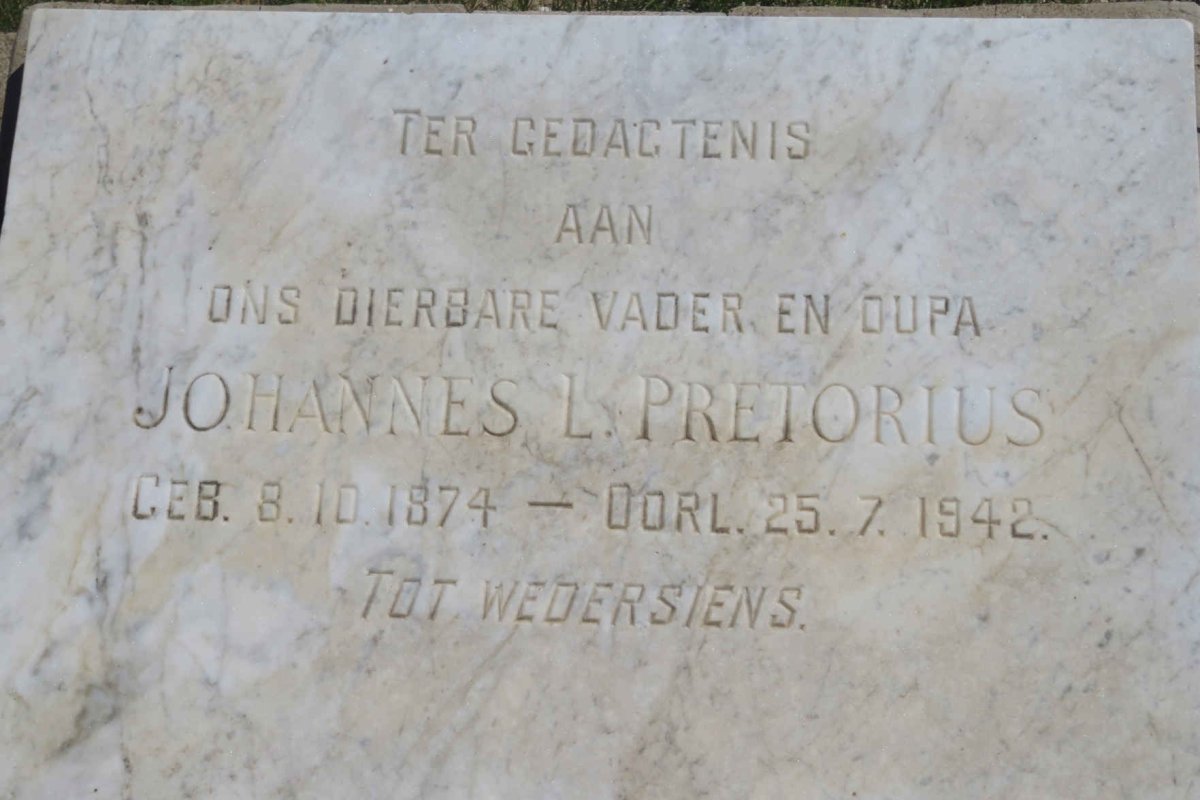 TER GEDACTENIS
AAN
ONS DIERBARE VADER EN OUPA
JOHANNES L. PRETORIUS
GEB. 8.10.1874 — OORL. 25.7.1942.
TOT WEDERSIENS.